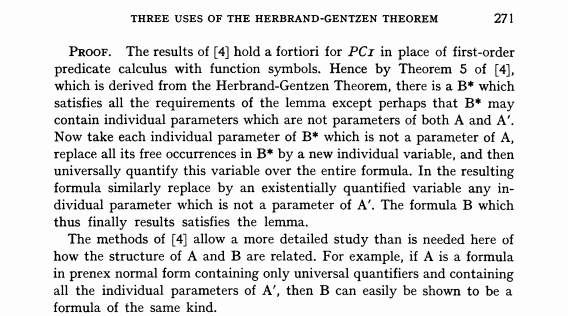 THREE USES OF THE HERBRAND-GENTZEN THEOREM 271
PROOF. The results of [4] hold a fortiori for PCI in place of first-order
predicate calculus with function symbols. Hence by Theorem 5 of [4],
which is derived from the Herbrand-Gentzen Theorem, there is a B* which
satisfies all the requirements of the lemma except perhaps that B* may
contain individual parameters which are not parameters of both A and A′.
Now take each individual parameter of B* which is not a parameter of A,
replace all its free occurrences in B* by a new individual variable, and then
universally quantify this variable over the entire formula. In the resulting
formula similarly replace by an existentially quantified variable any in-
dividual parameter which is not a parameter of A′. The formula B which
thus finally results satisfies the lemma.
The methods of [4] allow a more detailed study than is needed here of
how the structure of A and B are related. For example, if A is a formula
in prenex normal form containing only universal quantifiers and containing
all the individual parameters of A′, then B can easily be shown to be a
formula of the same kind.